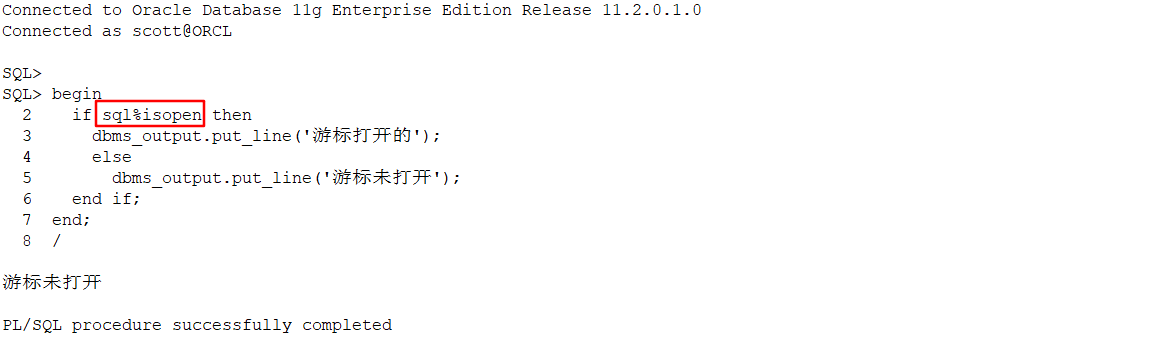 Connected to Oracle Database 11g Enterprise Edition Release 11.2.0.1.0
Connected as scott@ORCL
SQL>
SQL> begin
2 if sql%isopen then
3 dbms_output.put_line('游标打开的');
4 else
5 dbms_output.put_line('游标未打开');
6 end if;
7 end;
8 /
游标未打开
PL/SQL procedure successfully completed